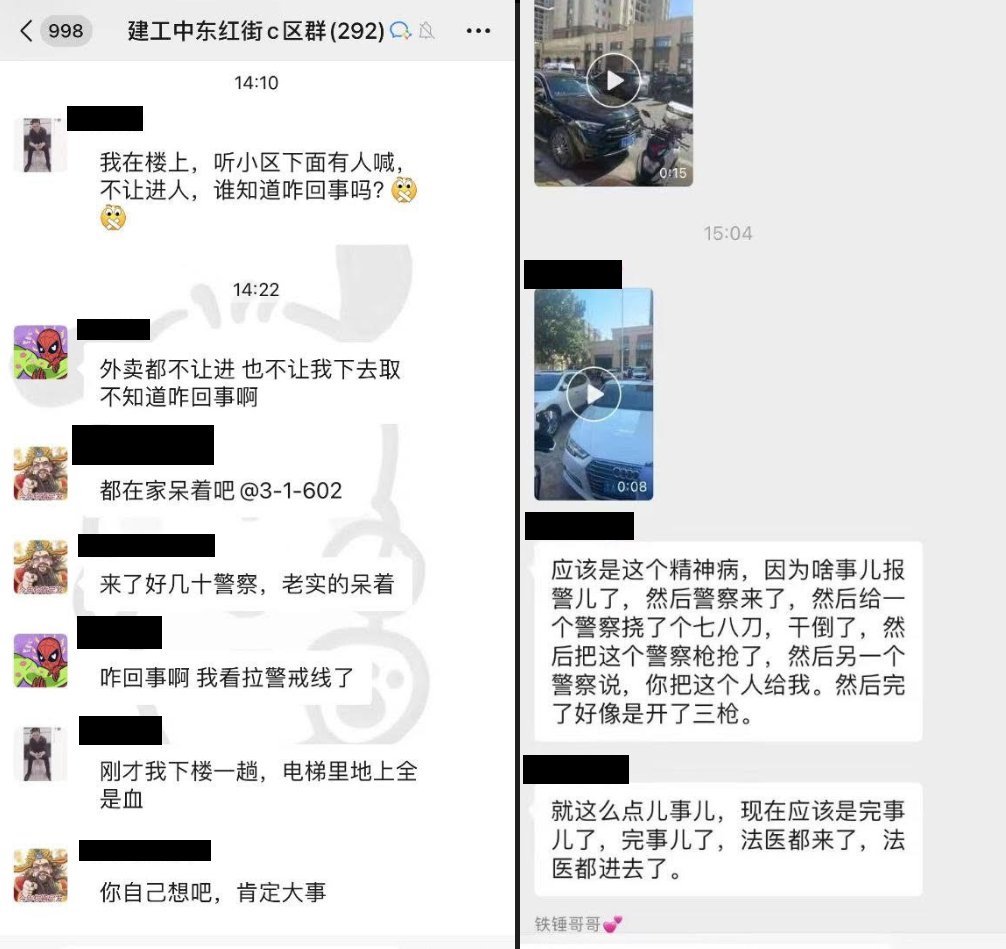 998
建工中东红街c区群(292)
14:10
我在楼上，听小区下面有人喊，
不让进人，谁知道咋回事吗？
14:22
外卖都不让进 也不让我下去取
不知道咋回事啊
都在家呆着吧@3-1-602
来了好几十警察，老实的呆着
咋回事啊 我看拉警戒线了
刚才我下楼一趟，电梯里地上全
是血
你自己想吧，肯定大事
0:15
15:04
0:08
应该是这个精神病，因为啥事儿报
警儿了，然后警察来了，然后给一
个警察挠了个七八刀，干倒了，然
后把这个警察枪抢了，然后另一个
警察说，你把这个人给我。然后完
了好像是开了三枪。
就这么点儿事儿，现在应该是完事
儿了，完事儿了，法医都来了，法
医都进去了。
铁锤哥哥💕